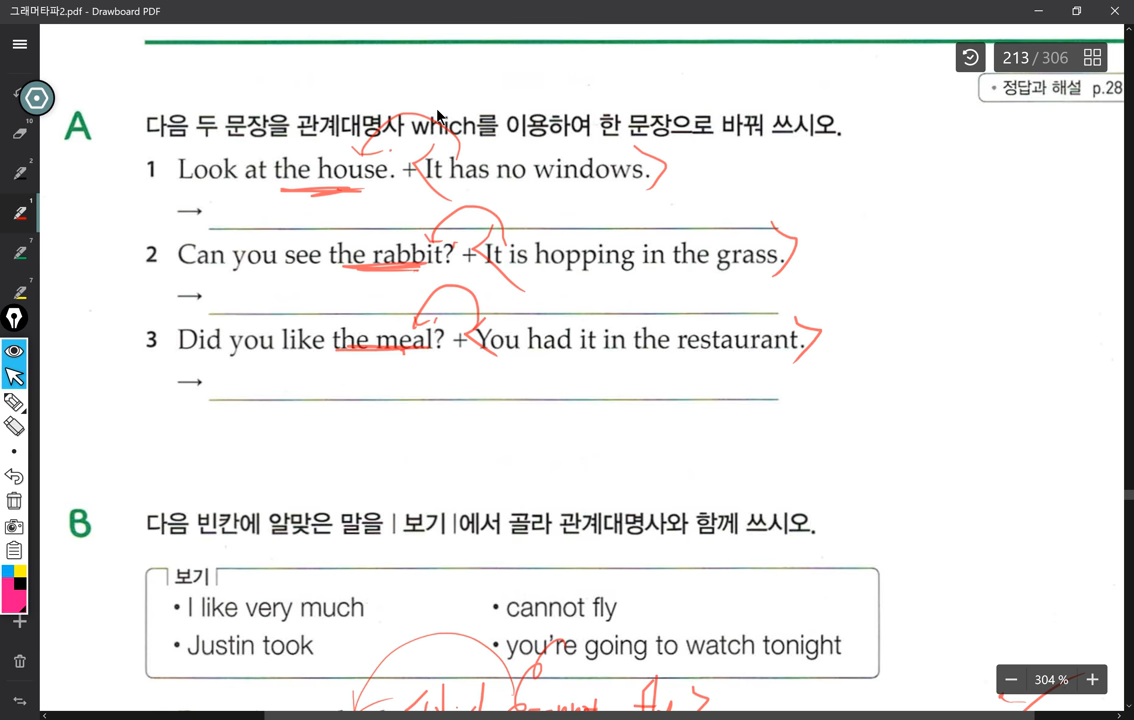 그래머타파2.pdf - Drawboard PDF
213 / 306
• 정답과 해설 p.28
A 다음 두 문장을 관계대명사 which를 이용하여 한 문장으로 바꿔 쓰시오.
1 Look at the house. + It has no windows.
→
2 Can you see the rabbit? + It is hopping in the grass.
→
3 Did you like the meal? + You had it in the restaurant.
→
B 다음 빈칸에 알맞은 말을 | 보기 |에서 골라 관계대명사와 함께 쓰시오.
보기
• I like very much • cannot fly
• Justin took • you're going to watch tonight
304 %
10
2
1
7
7